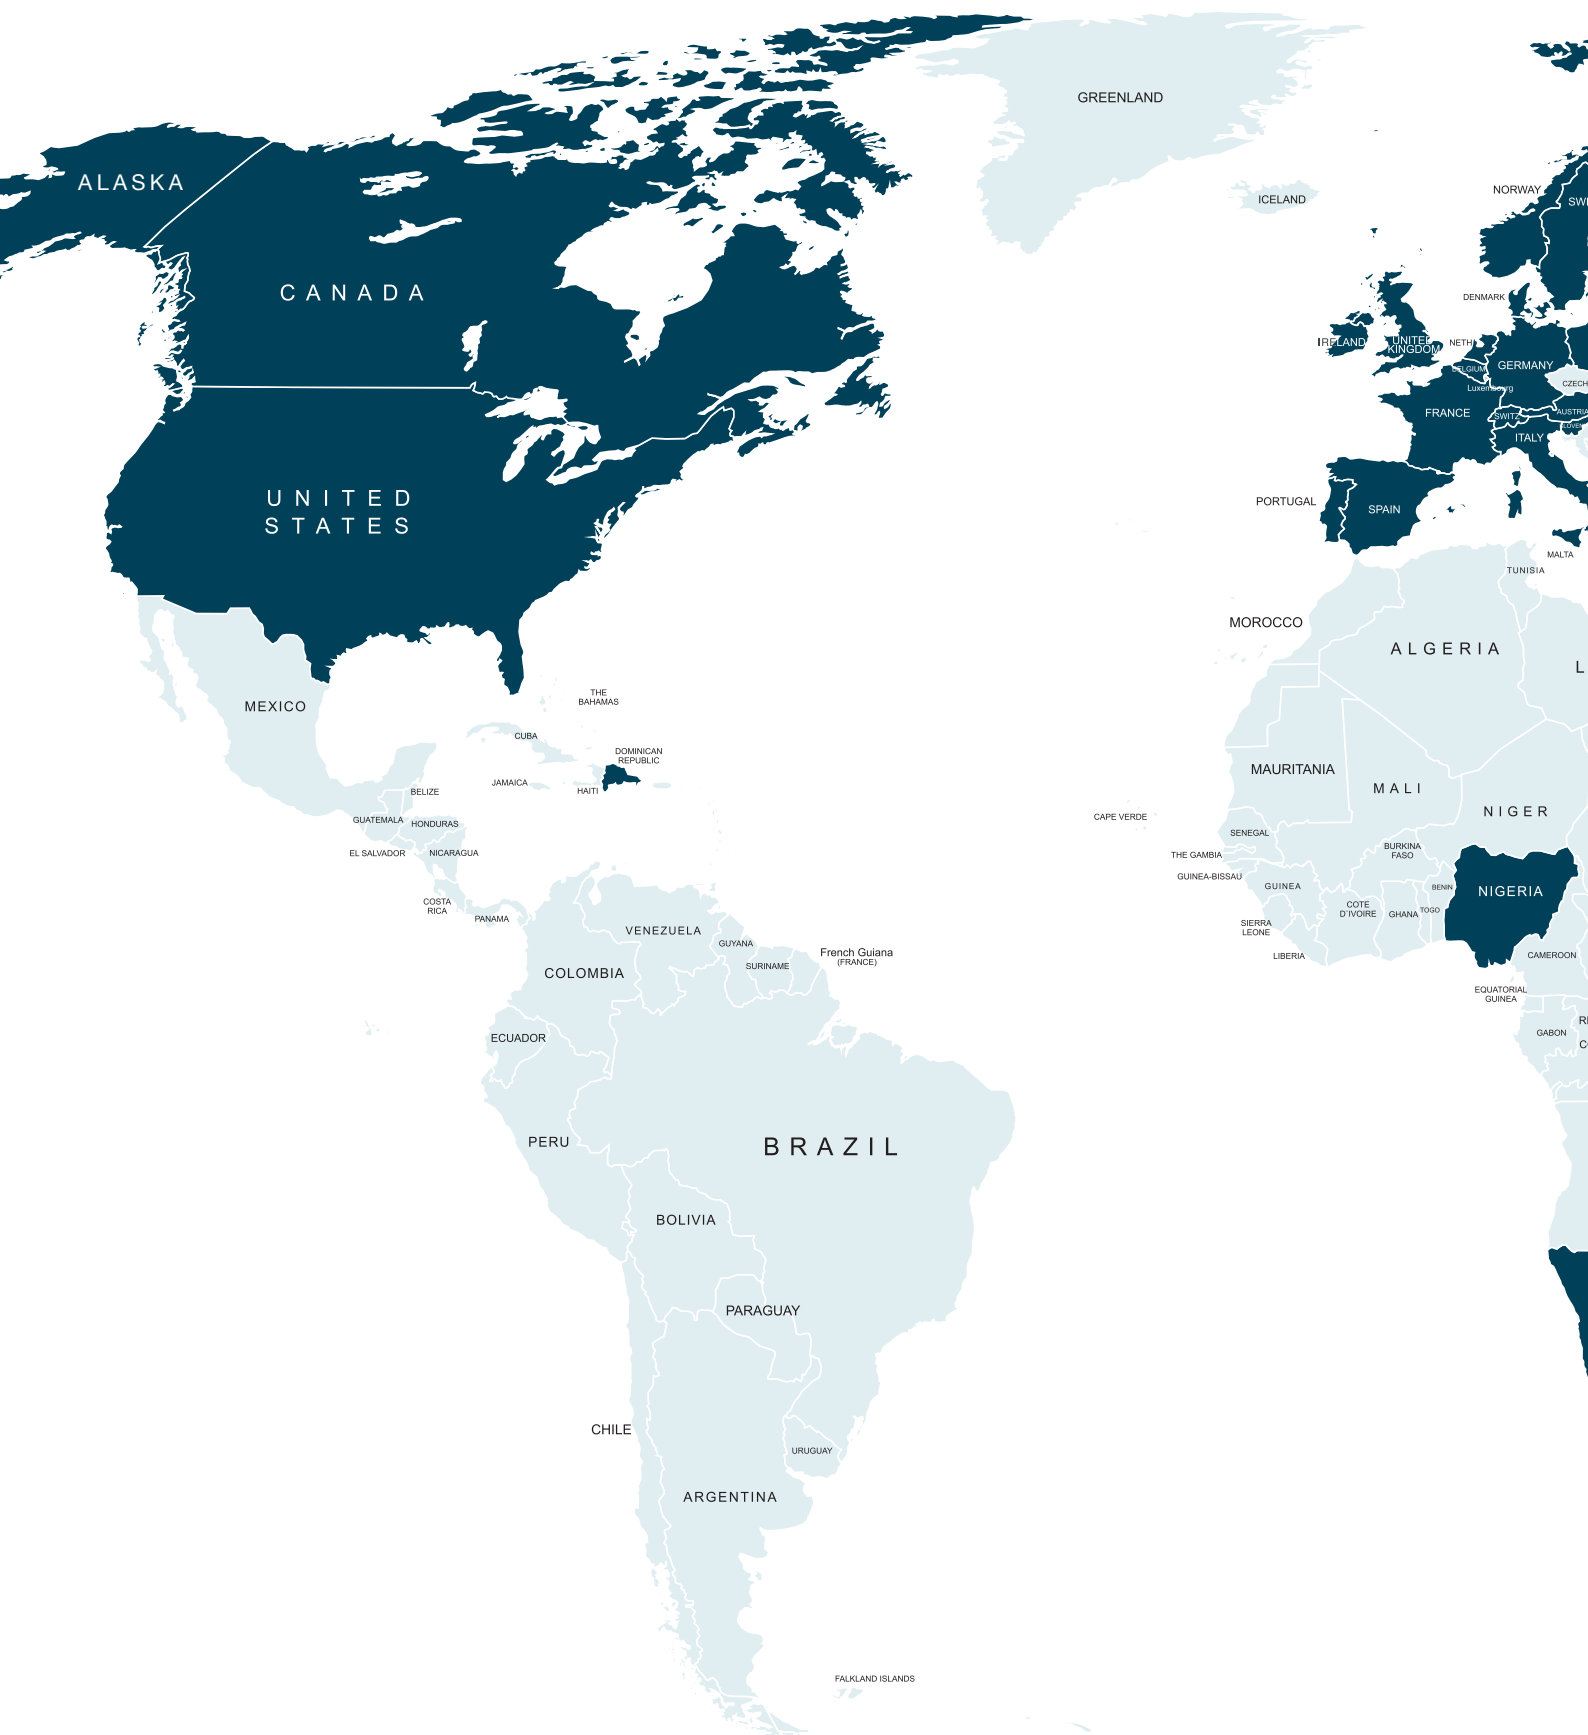 GREENLAND
ALASKA
ICELAND
NORWAY
CANADA
DENMARK
IRELAND
UNITED
KINGDOM
NETH
GERMANY
BELGIUM
Luxembourg
CZECH
FRANCE
SWITZ
AUSTRIA
ITALY
UNITED
STATES
PORTUGAL
SPAIN
MALTA
TUNISIA
MOROCCO
ALGERIA
L
MEXICO
THE
BAHAMAS
CUBA
DOMINICAN
REPUBLIC
JAMAICA
HAITI
BELIZE
GUATEMALA
HONDURAS
EL SALVADOR
NICARAGUA
COSTA
RICA
PANAMA
MAURITANIA
MALI
NIGER
CAPE VERDE
SENEGAL
THE GAMBIA
GUINEA-BISSAU
GUINEA
BURKINA
FASO
BENIN
NIGERIA
SIERRA
LEONE
COTE
D`IVOIRE
GHANA
TOGO
LIBERIA
CAMEROON
EQUATORIAL
GUINEA
GABON
VENEZUELA
GUYANA
SURINAME
French Guiana
(FRANCE)
COLOMBIA
ECUADOR
PERU
BRAZIL
BOLIVIA
PARAGUAY
CHILE
URUGUAY
ARGENTINA
FALKLAND ISLANDS